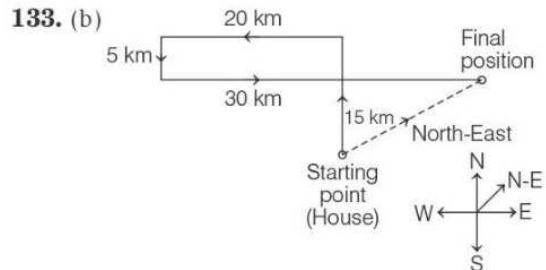 133. (b)
20 km
5 km
Final
position
30 km
15 km
North-East
Starting
point
(House)
N
N-E
W
E
S